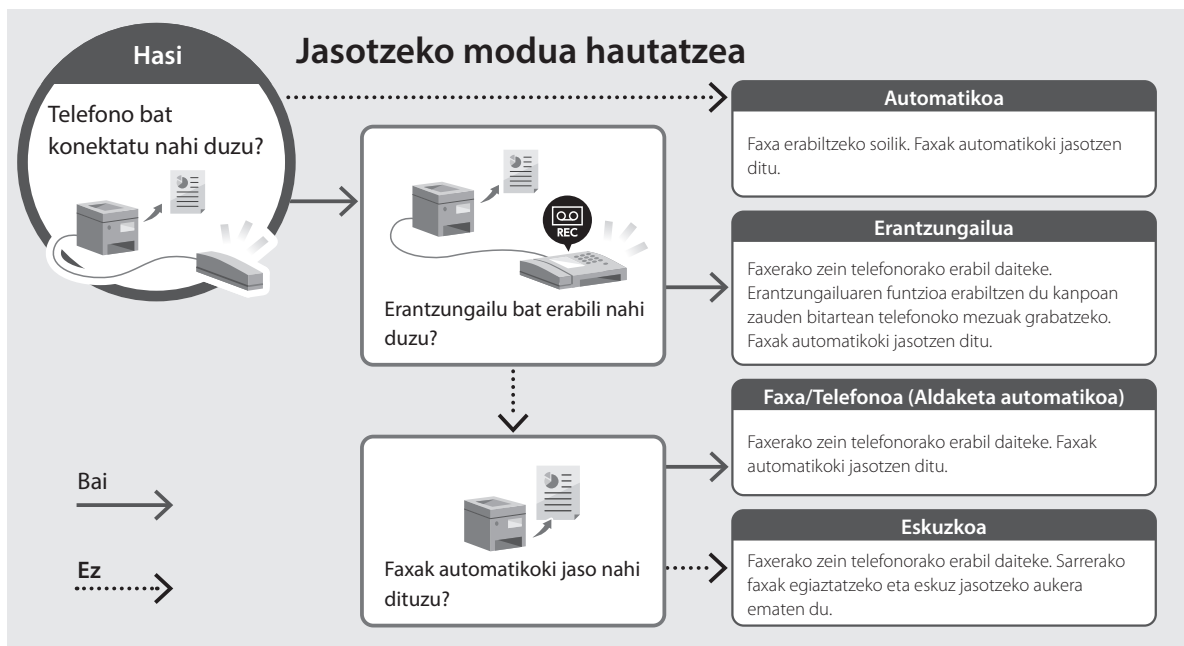 Jasotzeko modua hautatzea
Hasi
Telefono bat
konektatu nahi duzu?
REC
Erantzungailu bat erabili nahi
duzu?
Faxak automatikoki jaso nahi
dituzu?
Bai
Ez
Automatikoa
Faxa erabiltzeko soilik. Faxak automatikoki jasotzen
ditu.
Erantzungailua
Faxerako zein telefonorako erabil daiteke.
Erantzungailuaren funtzioa erabiltzen du kanpoan
zauden bitartean telefonoko mezuak grabatzeko.
Faxak automatikoki jasotzen ditu.
Faxa/Telefonoa (Aldaketa automatikoa)
Faxerako zein telefonorako erabil daiteke. Faxak
automatikoki jasotzen ditu.
Eskuzkoa
Faxerako zein telefonorako erabil daiteke. Sarrerako
faxak egiaztatzeko eta eskuz jasotzeko aukera
ematen du.